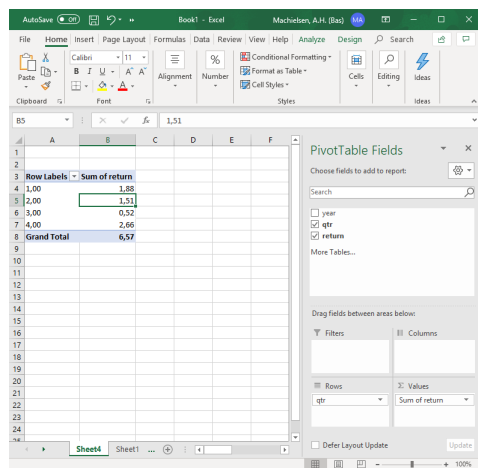 AutoSave Off Book1 - Excel Machielsen, A.H. (Bas) MA
File Home Insert Page Layout Formulas Data Review View Help Analyze Design Search
Paste
Calibri 11
B I U A A
A
Alignment
%
Number
Conditional Formatting
Format as Table
Cell Styles
Cells
Editing
Ideas
Clipboard Font Styles Ideas
B5 fx 1,51
A B C D E F
1
2
3 Row Labels Sum of return
4 1,00 1,88
5 2,00 1,51
6 3,00 0,52
7 4,00 2,66
8 Grand Total 6,57
9
10
11
12
13
14
15
16
17
18
19
20
21
22
23
24
25
PivotTable Fields
Choose fields to add to report:
Search
year
qtr
return
More Tables...
Drag fields between areas below:
Filters Columns
Rows Σ Values
qtr Sum of return
Defer Layout Update Update
Sheet4 Sheet1 ...
100%